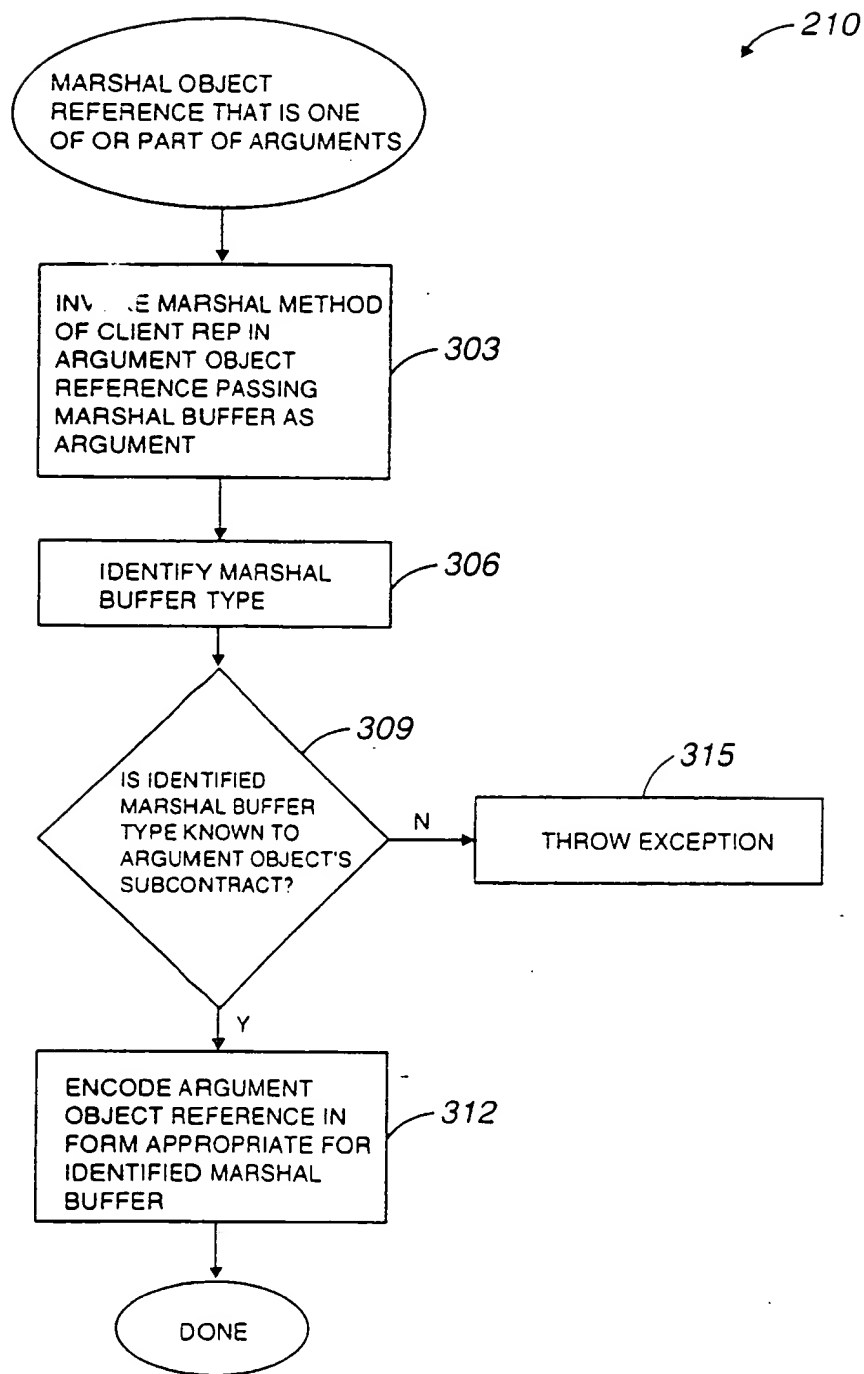 210
MARSHAL OBJECT
REFERENCE THAT IS ONE
OF OR PART OF ARGUMENTS
MARSHAL METHOD
OF CLIENT REP IN
ARGUMENT OBJECT
REFERENCE PASSING
MARSHAL BUFFER AS
ARGUMENT
303
IDENTIFY MARSHAL
BUFFER TYPE
306
309
IS IDENTIFIED
MARSHAL BUFFER
TYPE KNOWN TO
ARGUMENT OBJECT'S
SUBCONTRACT?
N
315
THROW EXCEPTION
Y
ENCODE ARGUMENT
OBJECT REFERENCE IN
FORM APPROPRIATE FOR
IDENTIFIED MARSHAL
BUFFER
312
DONE